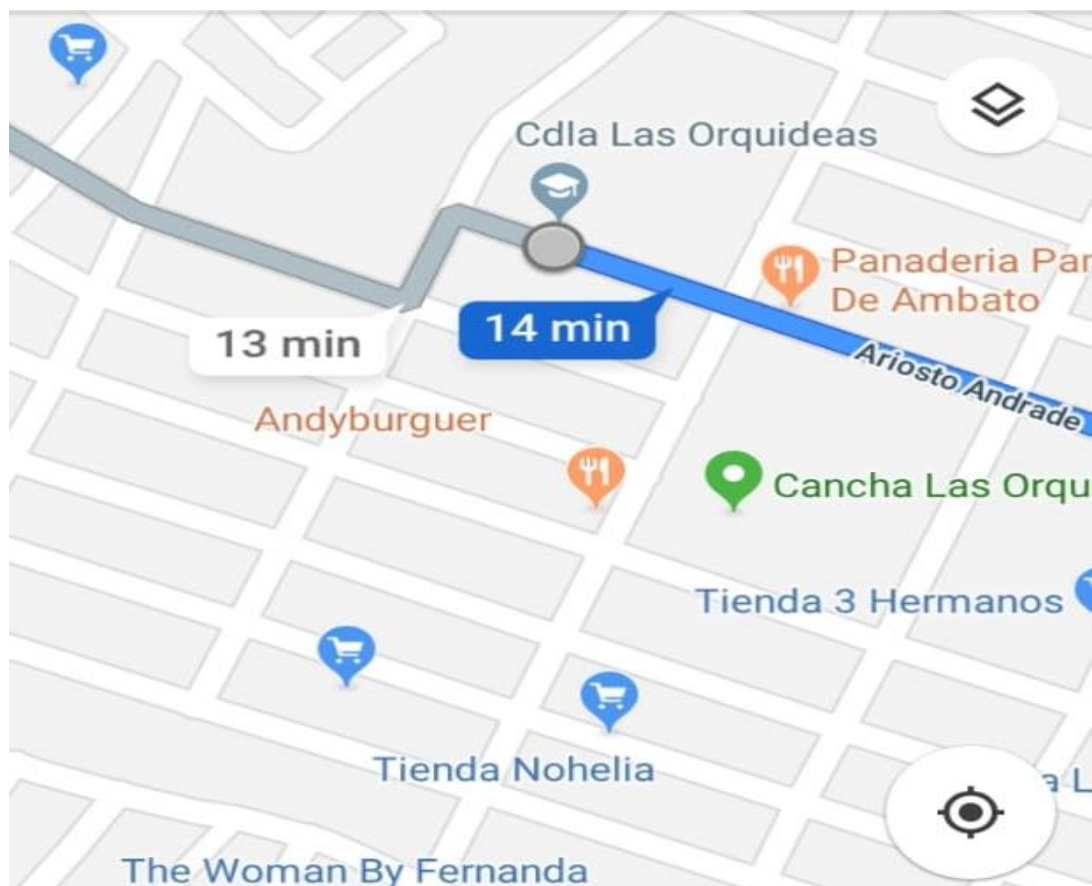 Cdla Las Orquideas
Panaderia Par
De Ambato
13 min
14 min
Ariosto Andrade
Andyburguer
Cancha Las Orqu
Tienda 3 Hermanos
Tienda Nohelia
a L
The Woman By Fernanda